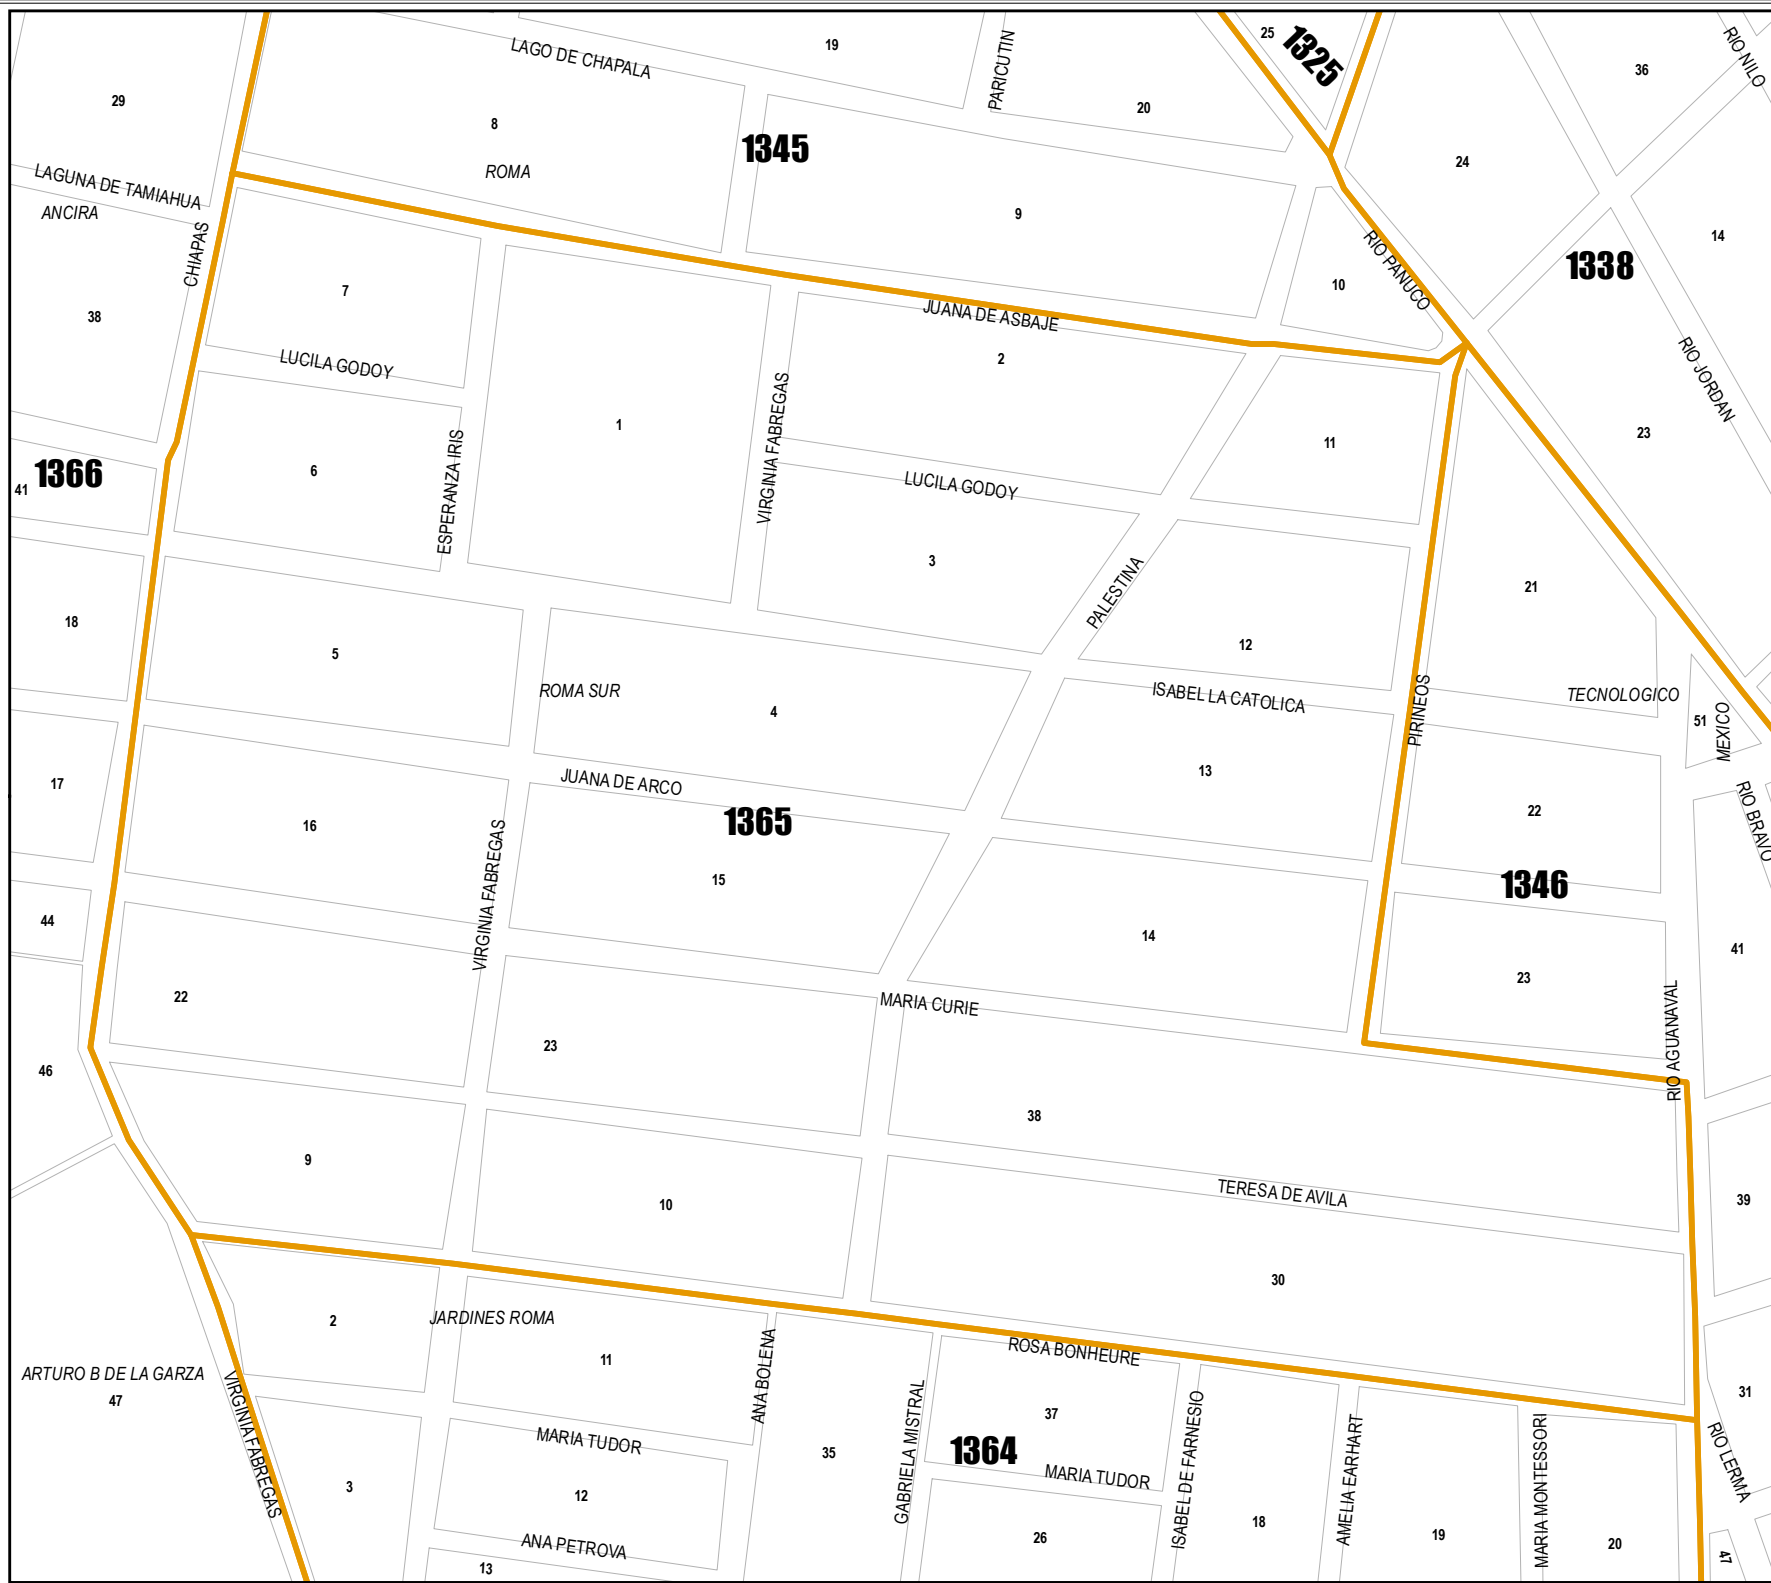 25
1325
19
LAGO DE CHAPALA
PARICUTIN
RIO NILO
36
29
20
8
1345
24
ROMA
LAGUNA DE TAMIAHUA
ANCIRA
9
14
CHIAPAS
RIO PANUCO
1338
10
7
38
JUANA DE ASBAJE
2
LUCILA GODOY
RIO JORDAN
VIRGINIA FABREGAS
1
11
23
ESPERANZA IRIS
6
1366
41
LUCILA GODOY
3
PALESTINA
21
18
12
5
ROMA SUR
ISABEL LA CATOLICA
TECNOLOGICO
PIRINEOS
4
51
MEXICO
13
JUANA DE ARCO
17
1365
22
RIO BRAVO
16
VIRGINIA FABREGAS
15
1346
44
14
41
23
22
MARIA CURIE
RIO AGUANAVAL
23
46
38
9
TERESA DE AVILA
10
39
30
2
JARDINES ROMA
ROSA BONHEURE
11
ANA BOLENA
ARTURO B DE LA GARZA
47
VIRGINIA FABREGAS
31
37
GABRIELA MISTRAL
MARIA TUDOR
35
1364
ISABEL DE FARNESIO
AMELIA EARHART
MARIA MONTESSORI
RIO LERMA
MARIA TUDOR
3
12
18
19
26
ANA PETROVA
20
47
13